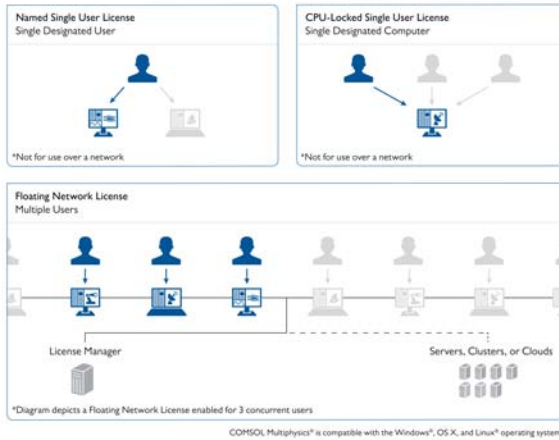 Named Single User License
Single Designated User
*Not for use over a network
CPU-Locked Single User License
Single Designated Computer
*Not for use over a network
Floating Network License
Multiple Users
License Manager
Servers, Clusters, or Clouds
*Diagram depicts a Floating Network License enabled for 3 concurrent users
COMSOL Multiphysics® is compatible with the Windows®, OS X, and Linux® operating system